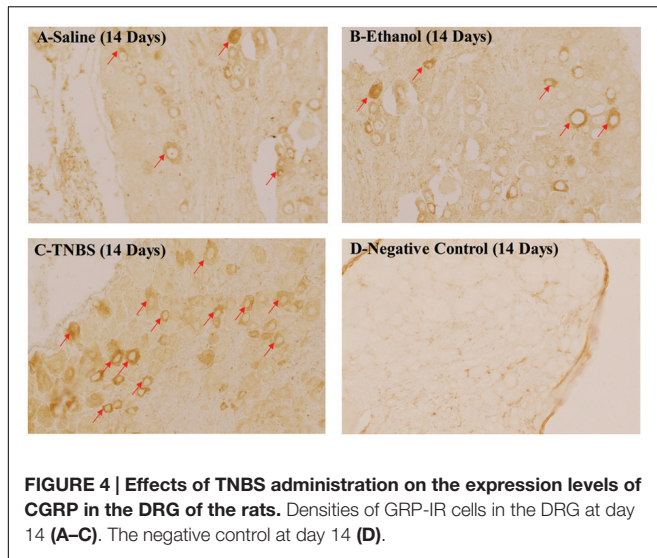 A-Saline (14 Days)
B-Ethanol (14 Days)
C-TNBS (14 Days)
D-Negative Control (14 Days)
FIGURE 4 | Effects of TNBS administration on the expression levels of
CGRP in the DRG of the rats. Densities of GRP-IR cells in the DRG at day
14 (A–C). The negative control at day 14 (D).